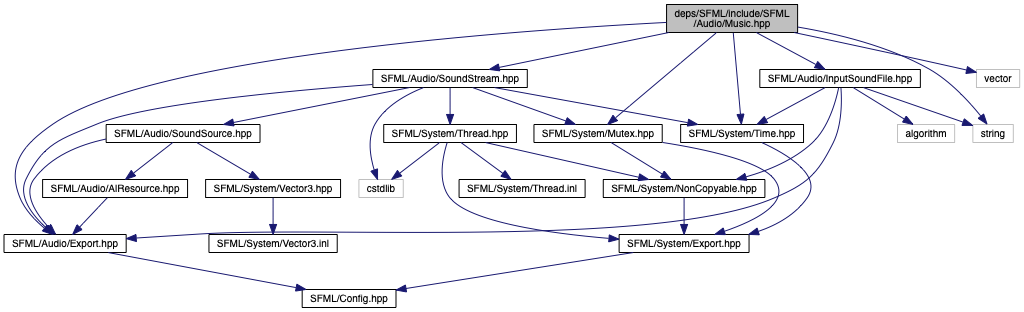 deps/SFML/include/SFML
/Audio/Music.hpp
SFML/Audio/SoundStream.hpp
SFML/Audio/InputSoundFile.hpp
vector
SFML/Audio/SoundSource.hpp
SFML/System/Thread.hpp
SFML/System/Mutex.hpp
SFML/System/Time.hpp
algorithm
string
SFML/Audio/AlResource.hpp
SFML/System/Vector3.hpp
cstdlib
SFML/System/Thread.inl
SFML/System/NonCopyable.hpp
SFML/Audio/Export.hpp
SFML/System/Vector3.inl
SFML/System/Export.hpp
SFML/Config.hpp